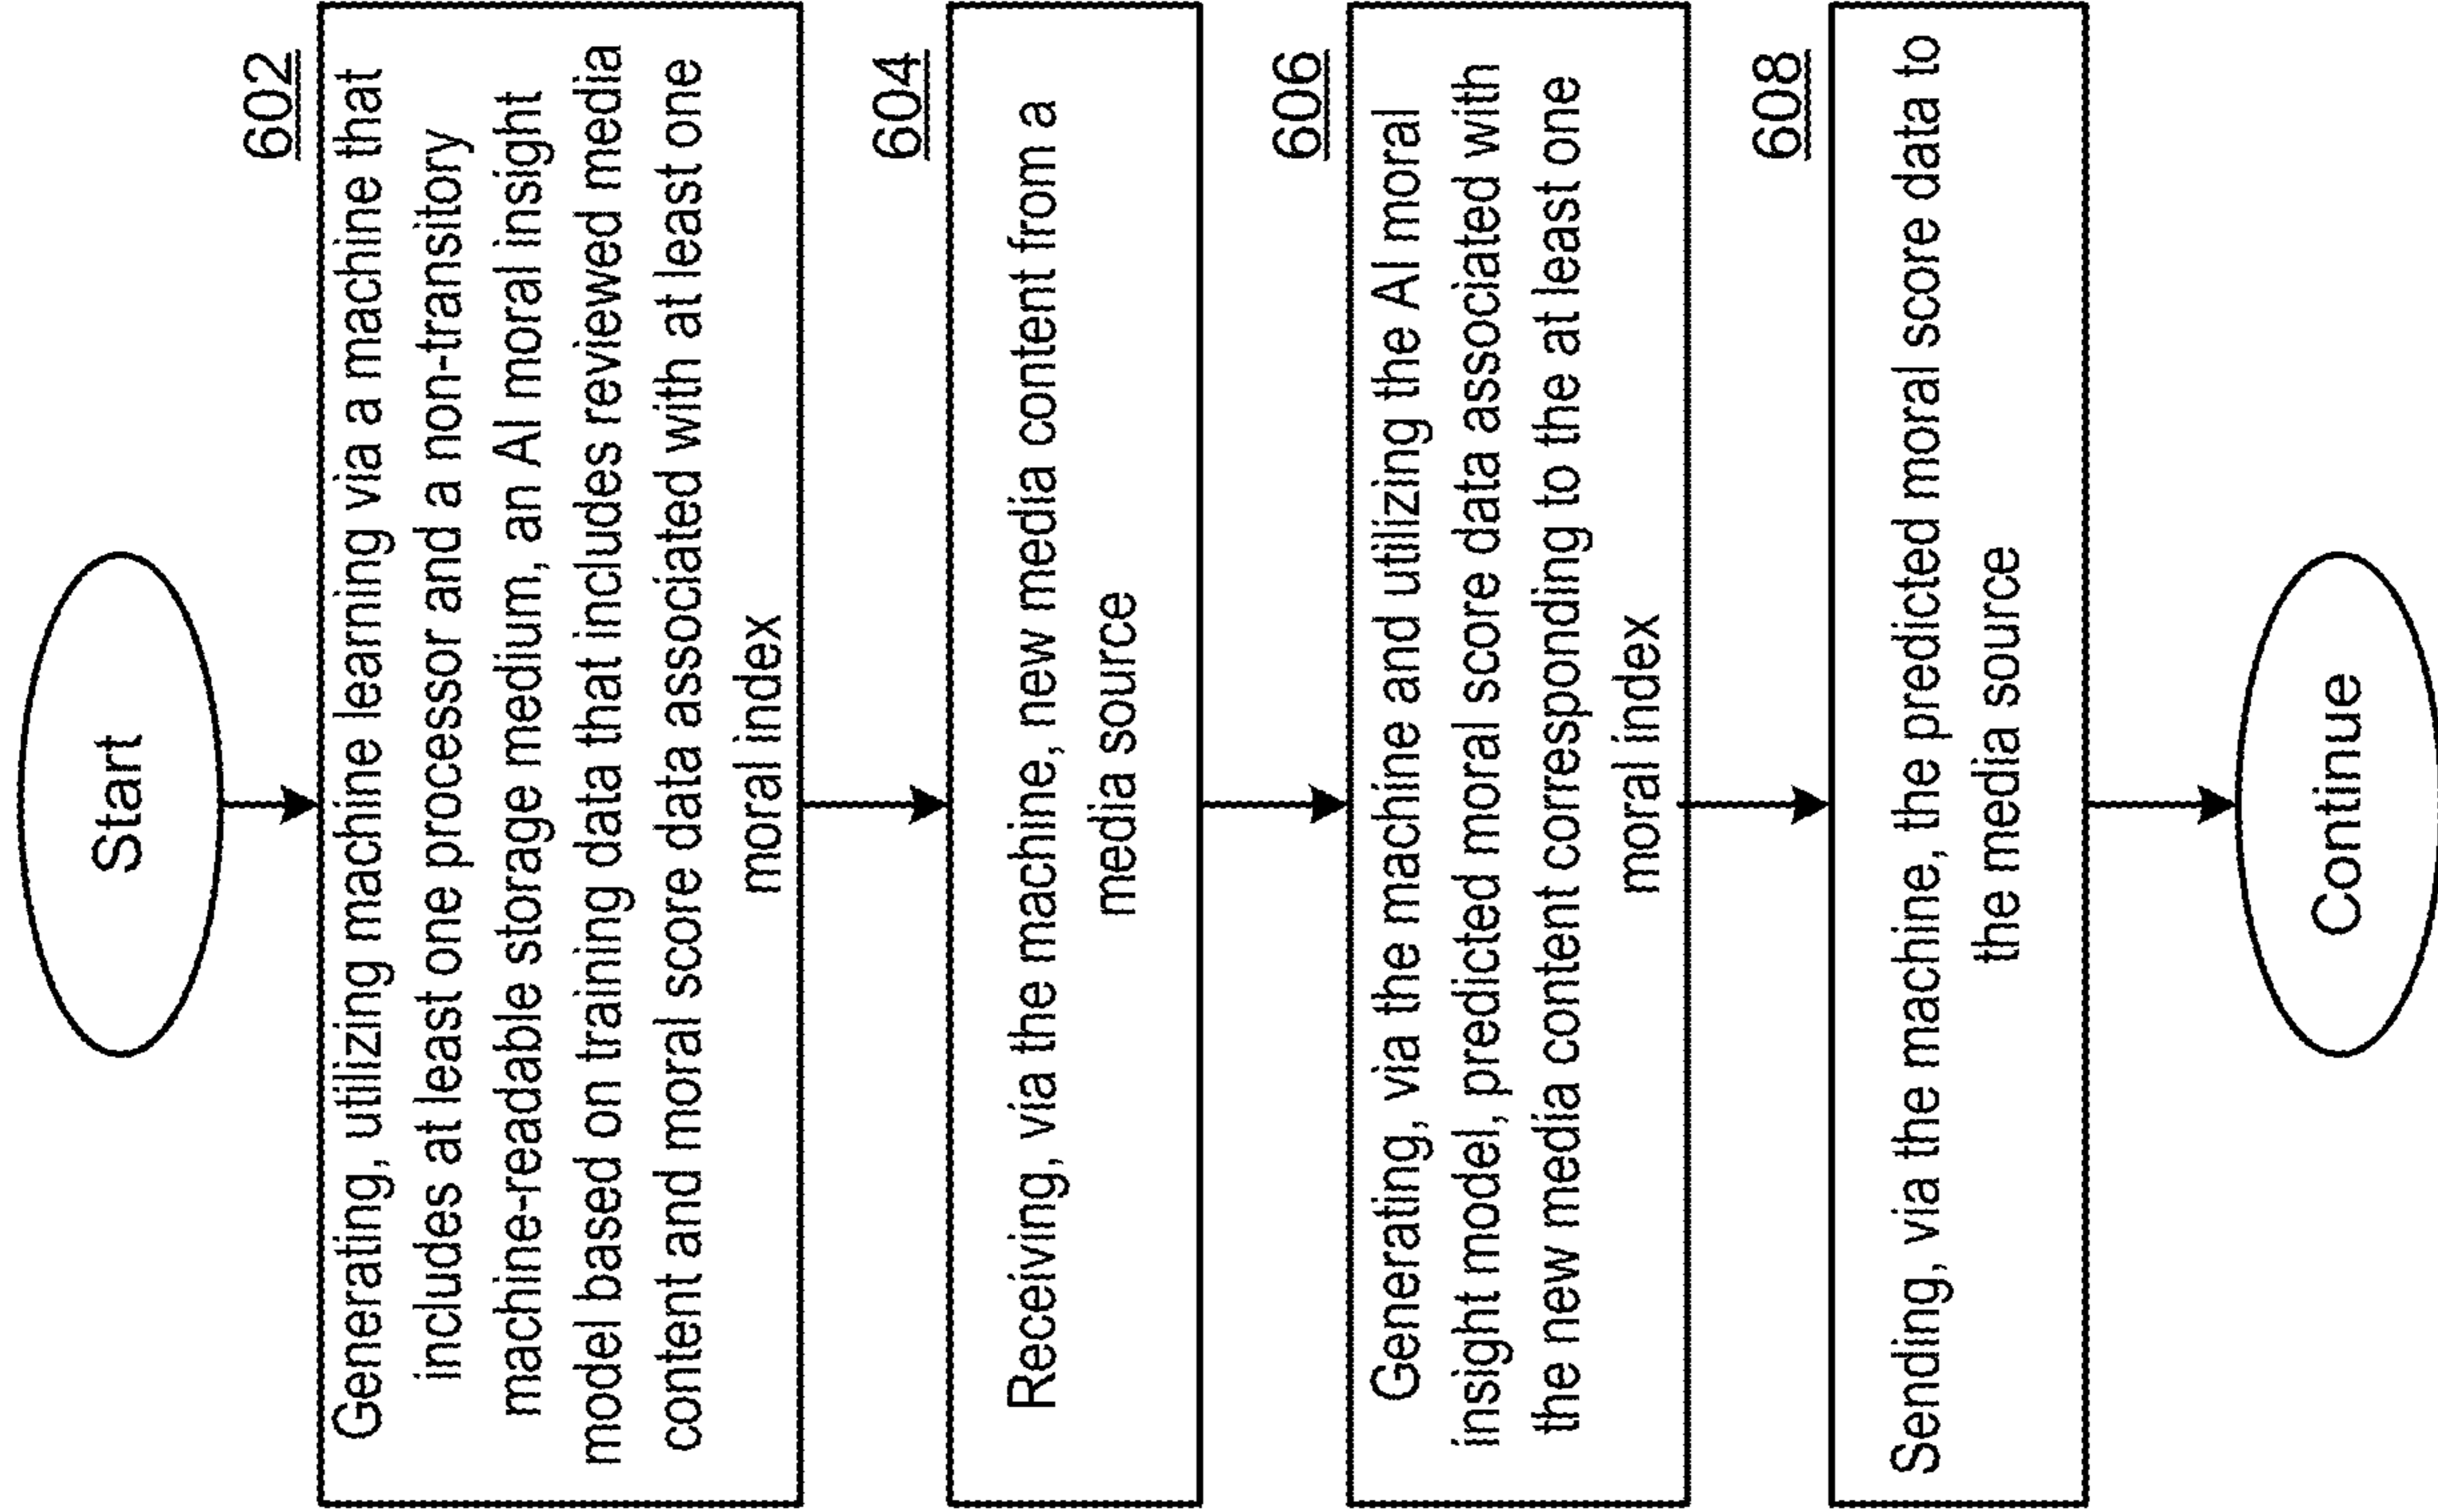 Start
602
Generating, utilizing machine learning via a machine that
includes at least one processor and a non-transitory
machine-readable storage medium, an AI moral insight
model based on training data that includes reviewed media
content and moral score data associated with at least one
moral index
604
Receiving, via the machine, new media content from a
media source
606
Generating, via the machine and utilizing the AI moral
insight model, predicted moral score data associated with
the new media content corresponding to the at least one
moral index
608
Sending, via the machine, the predicted moral score data to
the media source
Continue